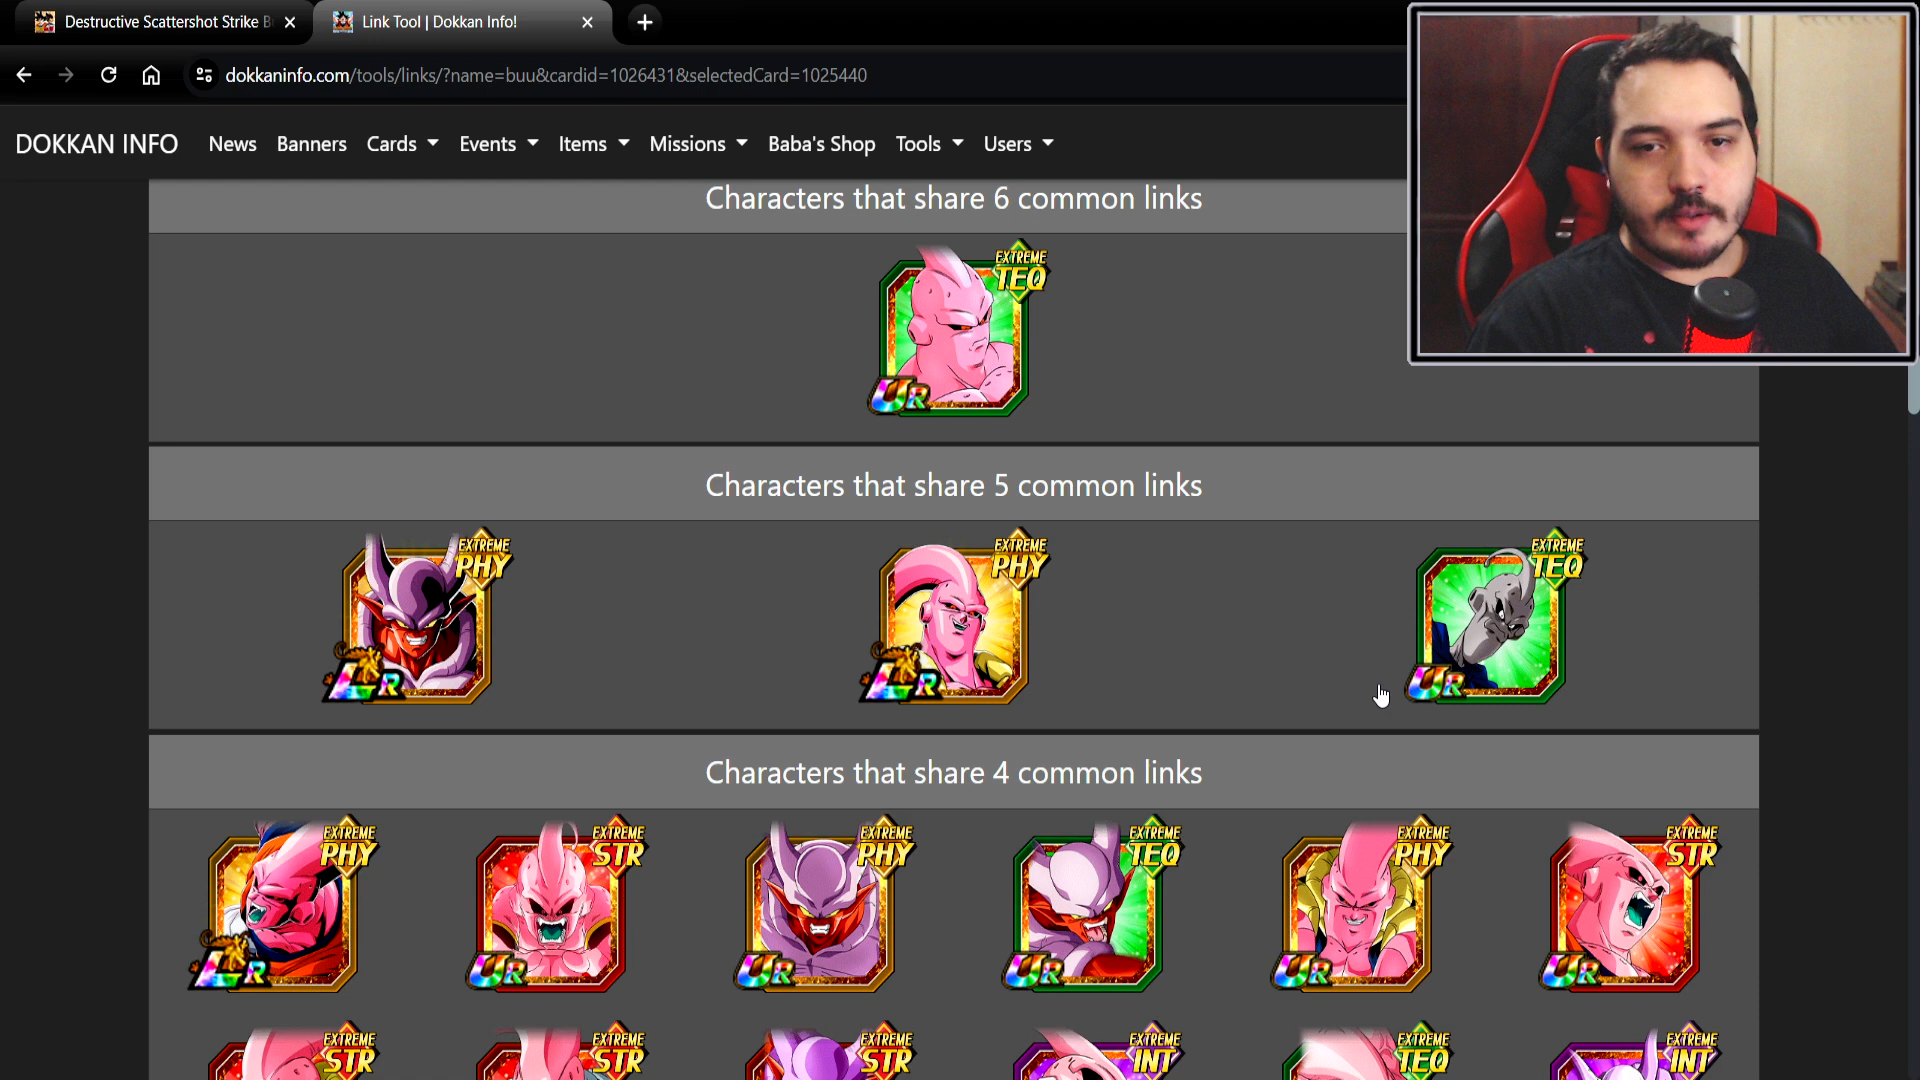 Destructive Scattershot Strike B
Link Tool | Dokkan Info!
dokkaninfo.com/tools/links/?name=buu&cardid=1026431&selectedCard=1025440
DOKKAN INFO News Banners Cards Events Items Missions Baba's Shop Tools Users
Characters that share 6 common links
EXTREME TEQ
UR
Characters that share 5 common links
EXTREME PHY
LR
EXTREME PHY
LR
EXTREME TEQ
UR
Characters that share 4 common links
EXTREME PHY
LR
EXTREME STR
UR
EXTREME PHY
UR
EXTREME TEQ
UR
EXTREME PHY
UR
EXTREME STR
UR
EXTREME STR
EXTREME STR
EXTREME STR
EXTREME INT
EXTREME TEQ
EXTREME INT